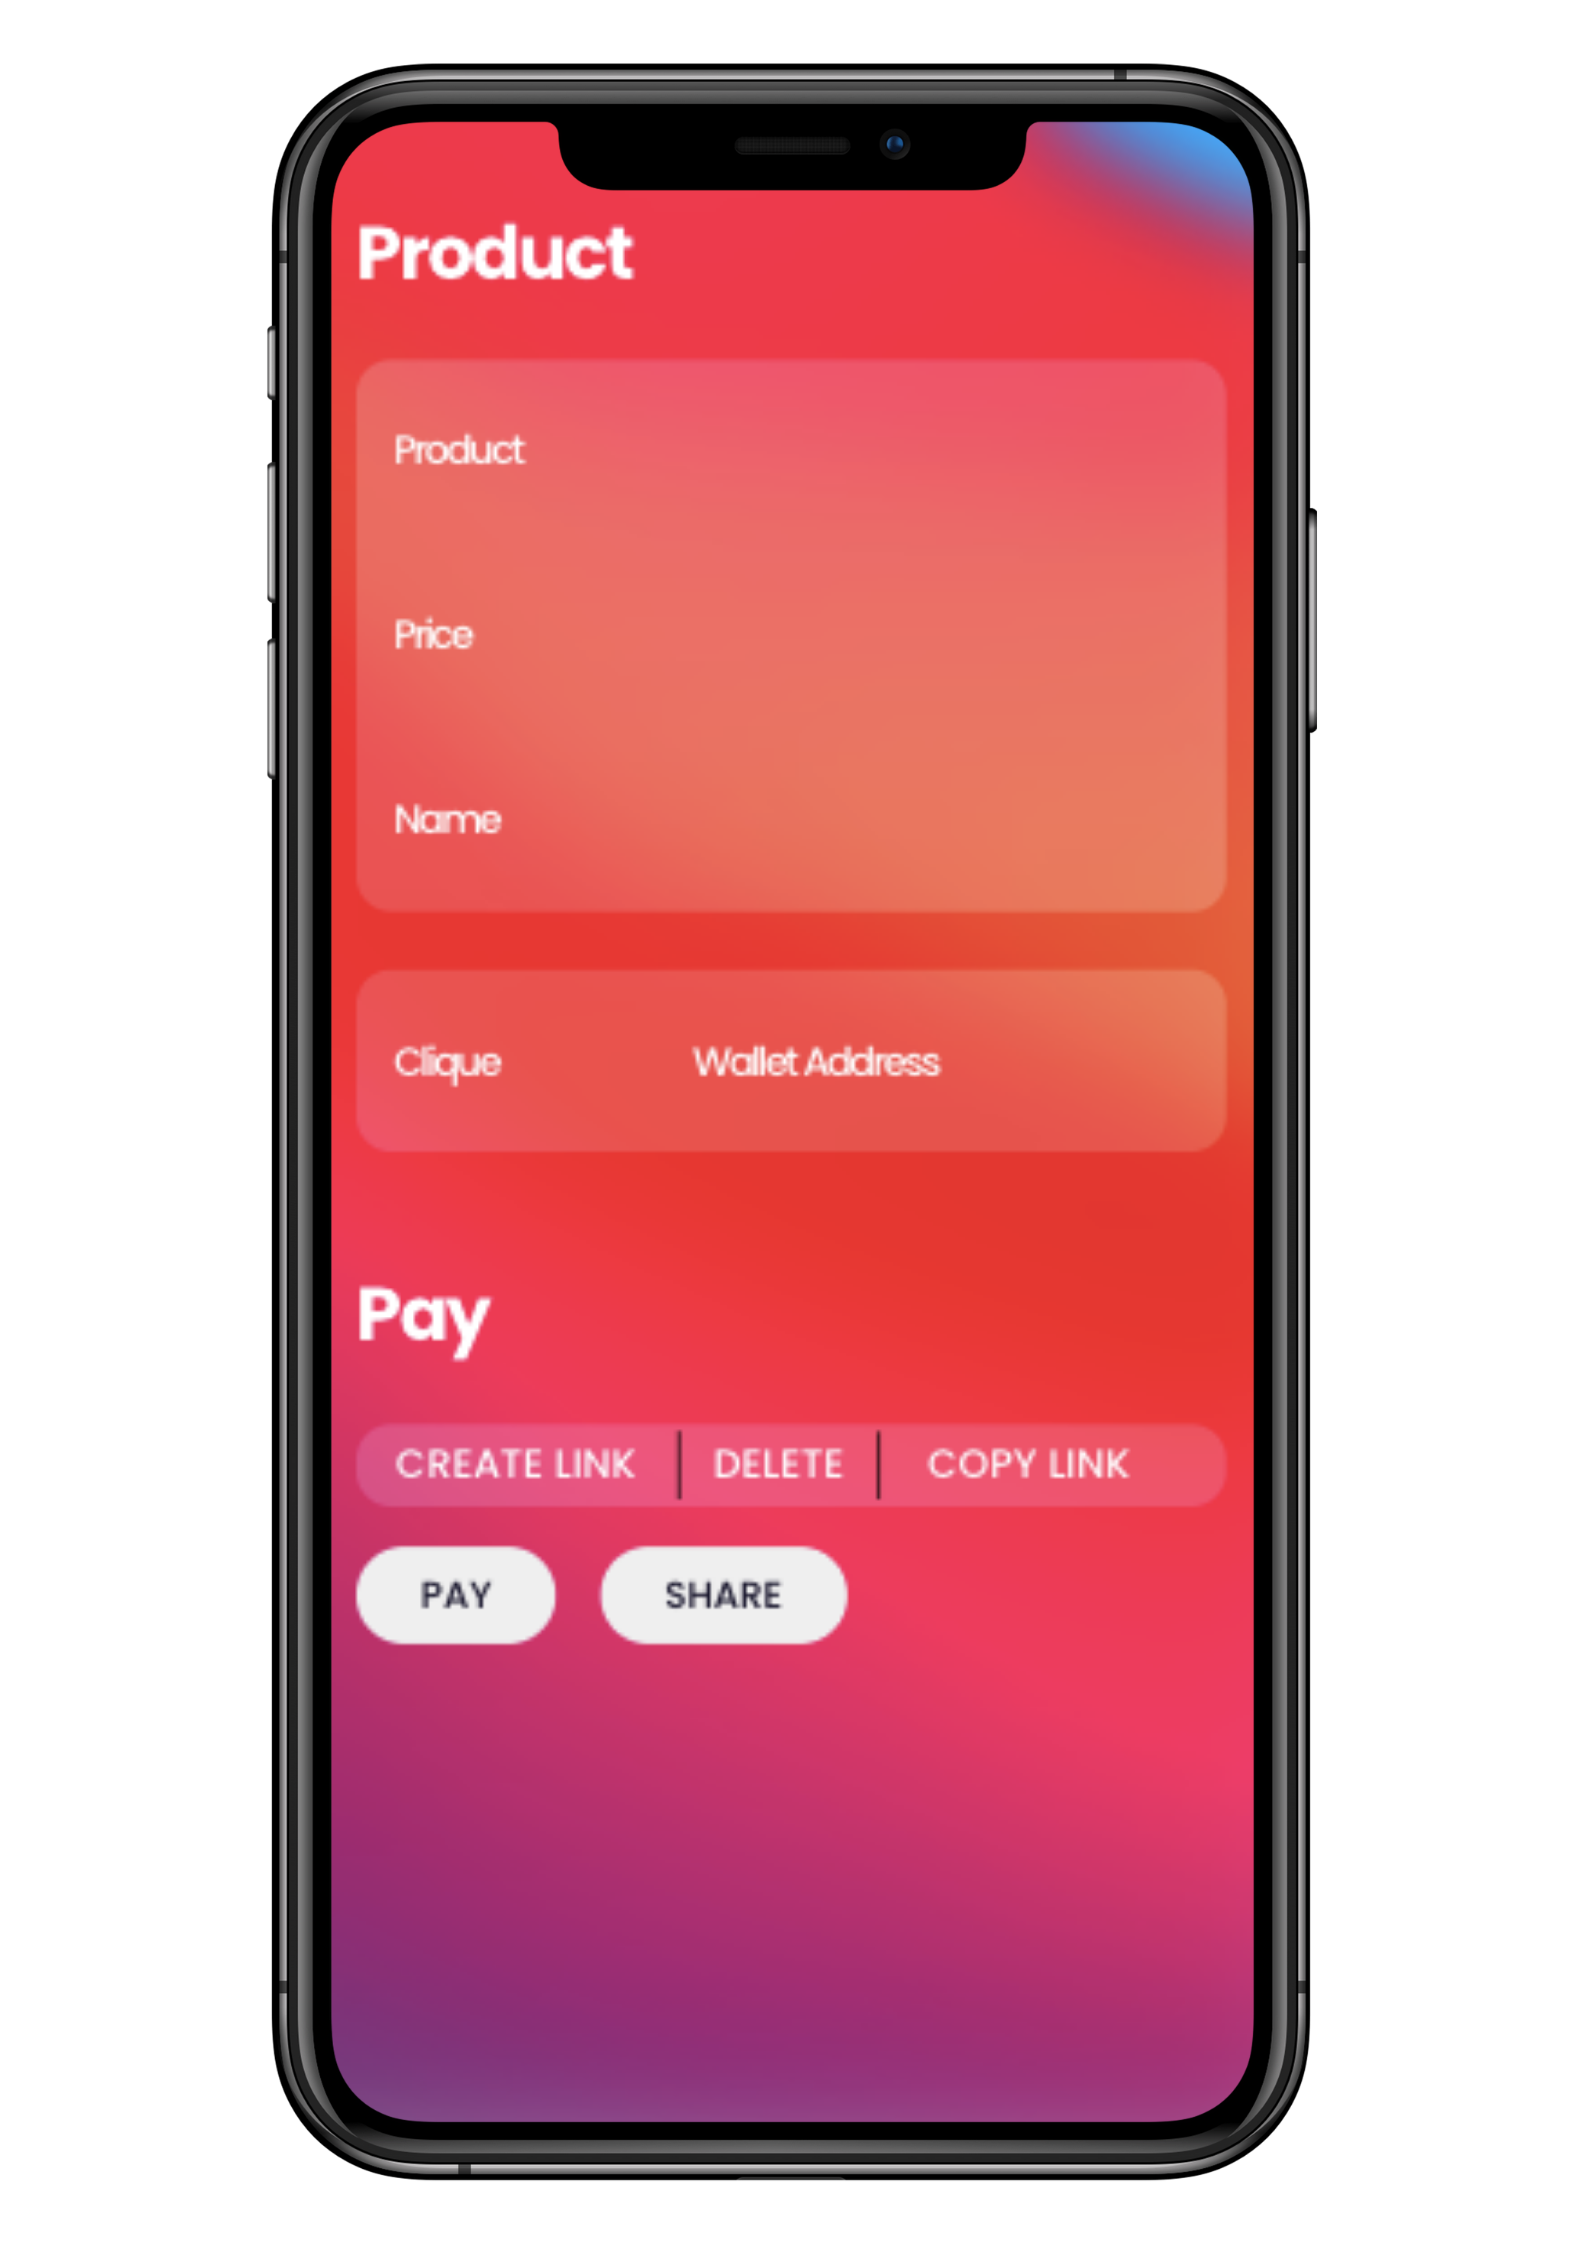 Product
Product
Price
Name
Clique Wallet Address
Pay
CREATE LINK DELETE COPY LINK
PAY SHARE